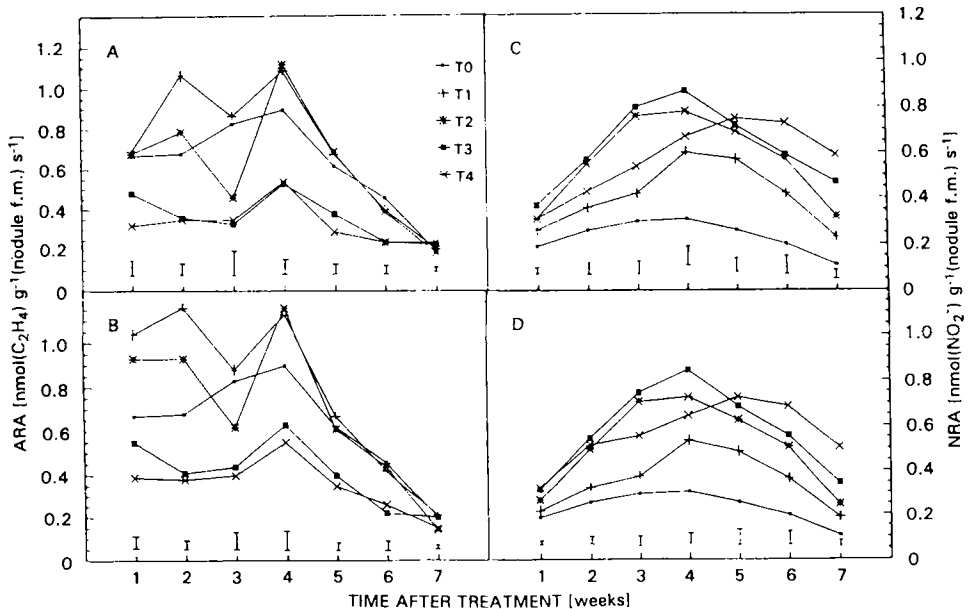 ARA [nmol(C₂H₄) g⁻¹(nodule f.m.) s⁻¹]
A
1.2
1.0
0.8
0.6
0.4
0.2
0
T0
T1
T2
T3
T4
C
1.2
1.0
0.8
0.6
0.4
0.2
0
B
1.0
0.8
0.6
0.4
0.2
0
D
1.0
0.8
0.6
0.4
0.2
0
NRA [nmol(NO₂⁻) g⁻¹(nodule f.m.) s⁻¹]
1 2 3 4 5 6 7
1 2 3 4 5 6 7
TIME AFTER TREATMENT [weeks]